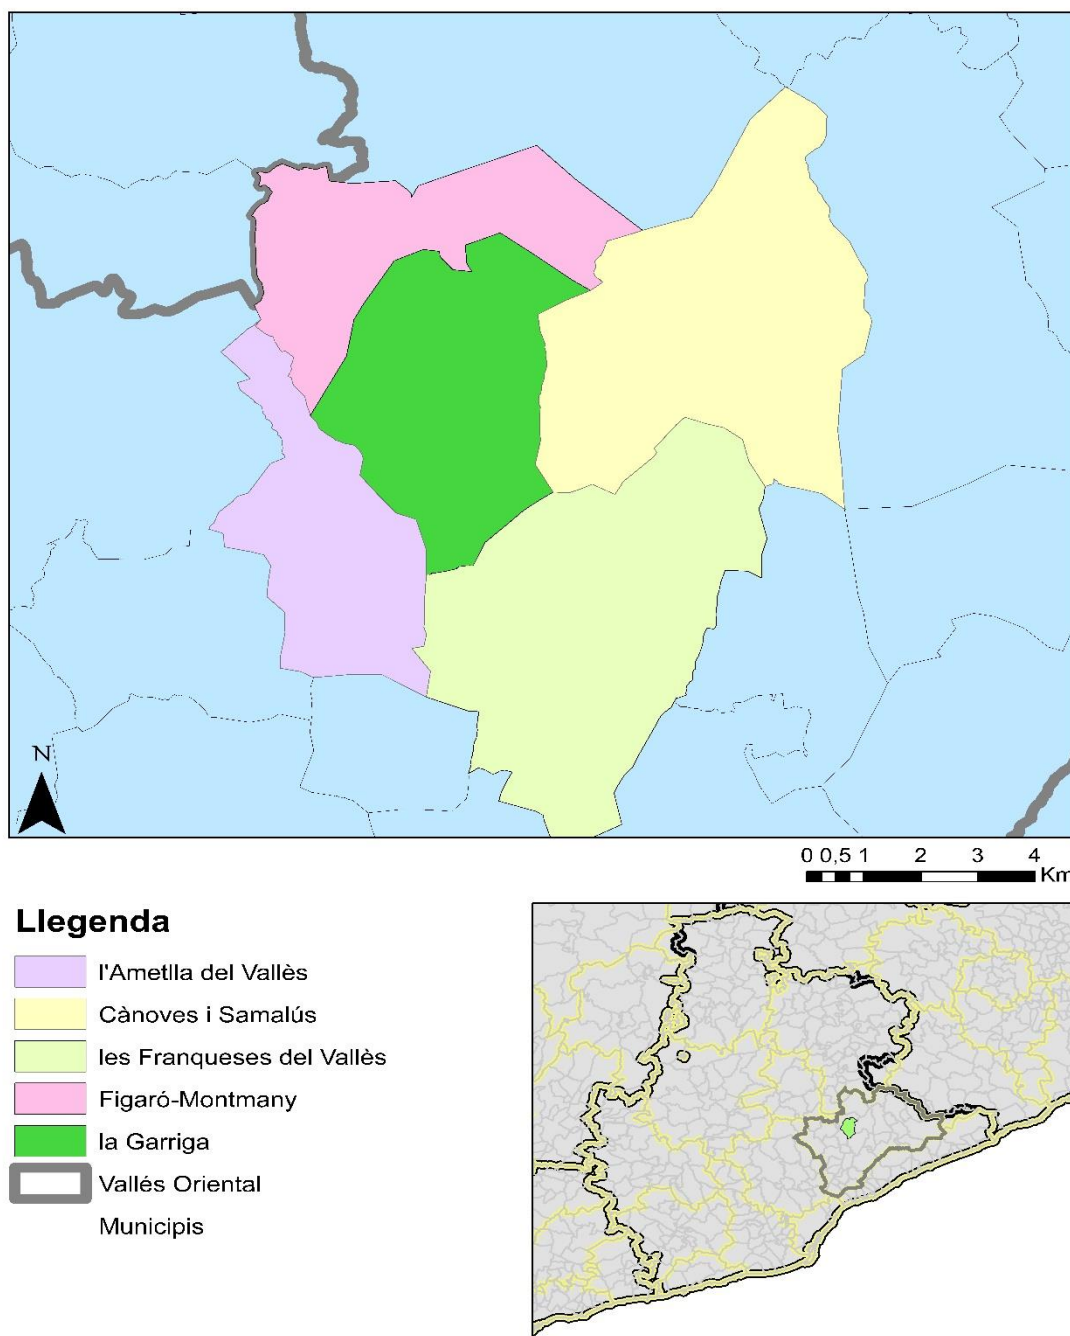 N
0 0,5 1 2 3 4
Km
Llegenda
l'Ametlla del Vallès
Cànoves i Samalús
les Franqueses del Vallès
Figaró-Montmany
la Garriga
Vallés Oriental
Municipis